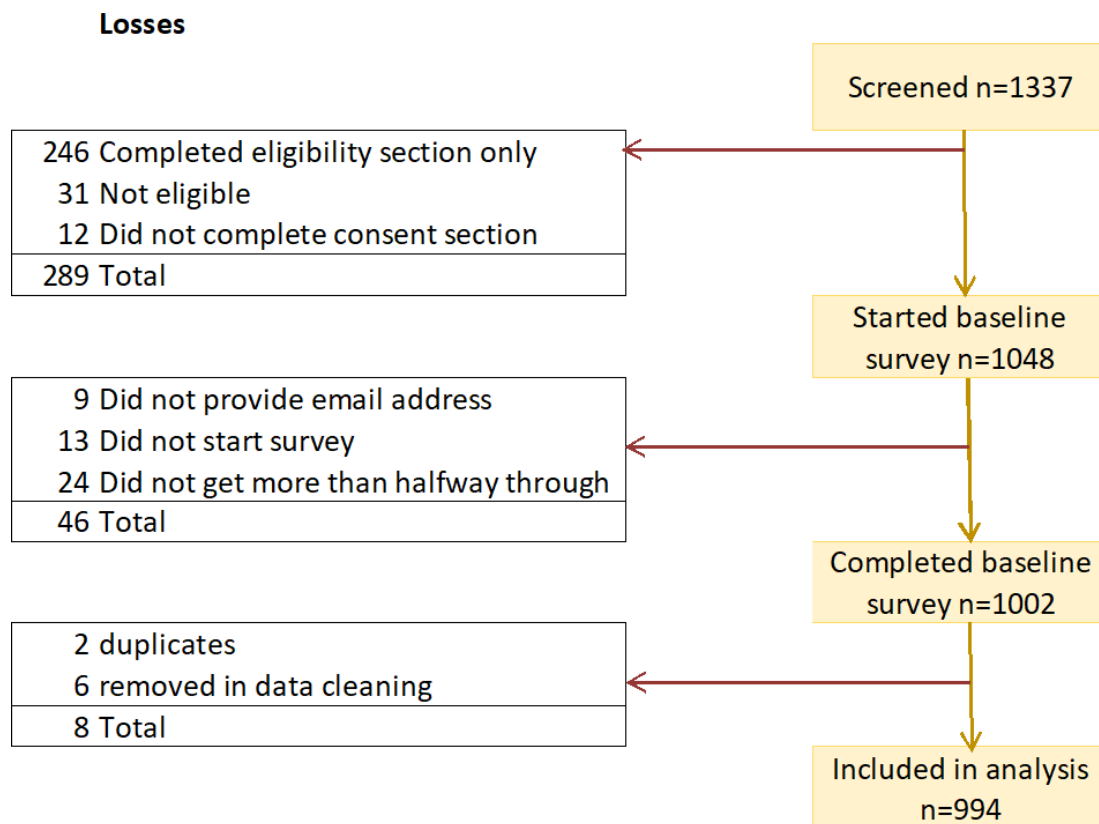 Losses
Screened n=1337
246 Completed eligibility section only
31 Not eligible
12 Did not complete consent section
289 Total
Started baseline
survey n=1048
9 Did not provide email address
13 Did not start survey
24 Did not get more than halfway through
46 Total
Completed baseline
survey n=1002
2 duplicates
6 removed in data cleaning
8 Total
Included in analysis
n=994